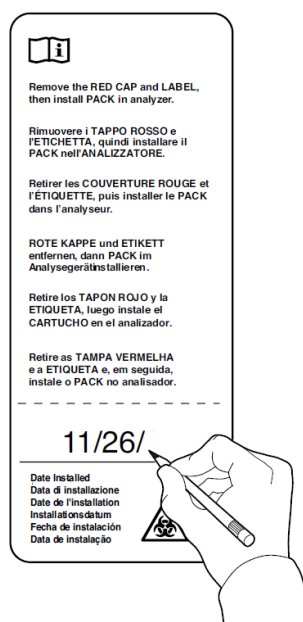 Remove the RED CAP and LABEL,
then install PACK in analyzer.
Rimuovere i TAPPO ROSSO e
l'ETICHETTA, quindi installare il
PACK nell'ANALIZZATORE.
Retirer les COUVERTURE ROUGE et
l'ÉTIQUETTE, puis installer le PACK
dans l'analyseur.
ROTE KAPPE und ETIKETT
entfernen, dann PACK im
Analysegerätinstallieren.
Retire los TAPON ROJO y la
ETIQUETA, luego instale el
CARTUCHO en el analizador.
Retire as TAMPA VERMELHA
e a ETIQUETA e, em seguida,
instale o PACK no analisador.
11/26/
Date Installed
Data di installazione
Date de l'installation
Installationsdatum
Fecha de instalación
Data de instalação